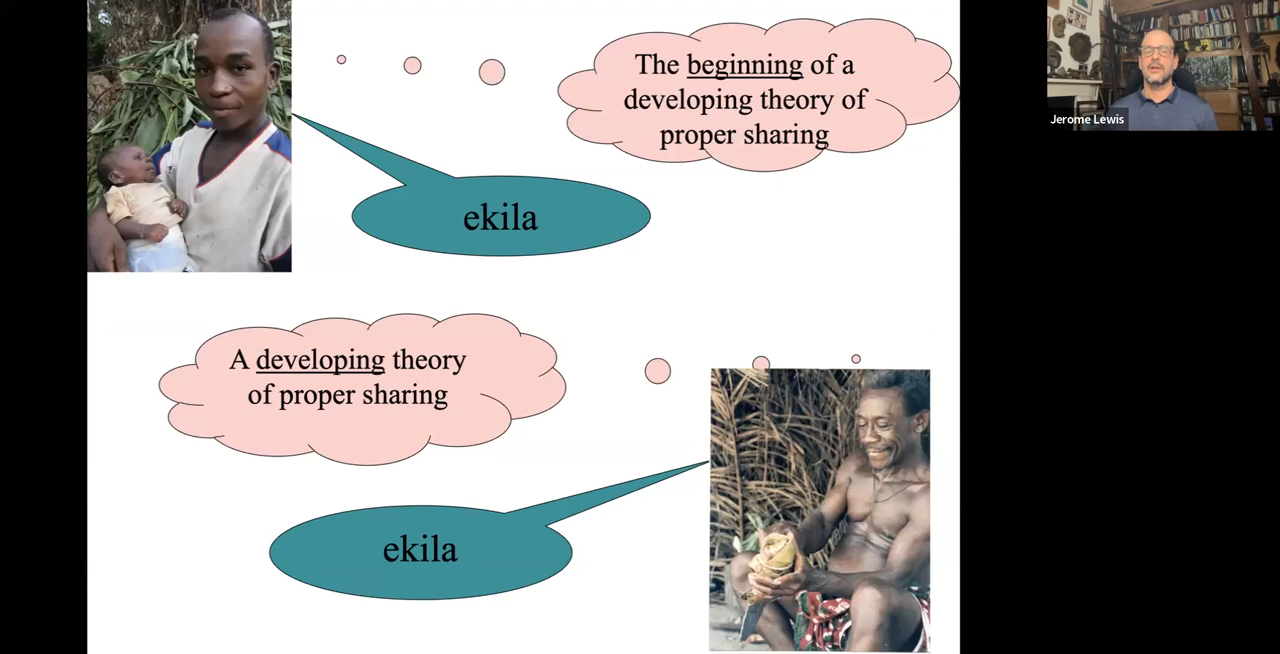 The beginning of a
developing theory of
proper sharing
Jerome Lewis
ekila
A developing theory
of proper sharing
ekila